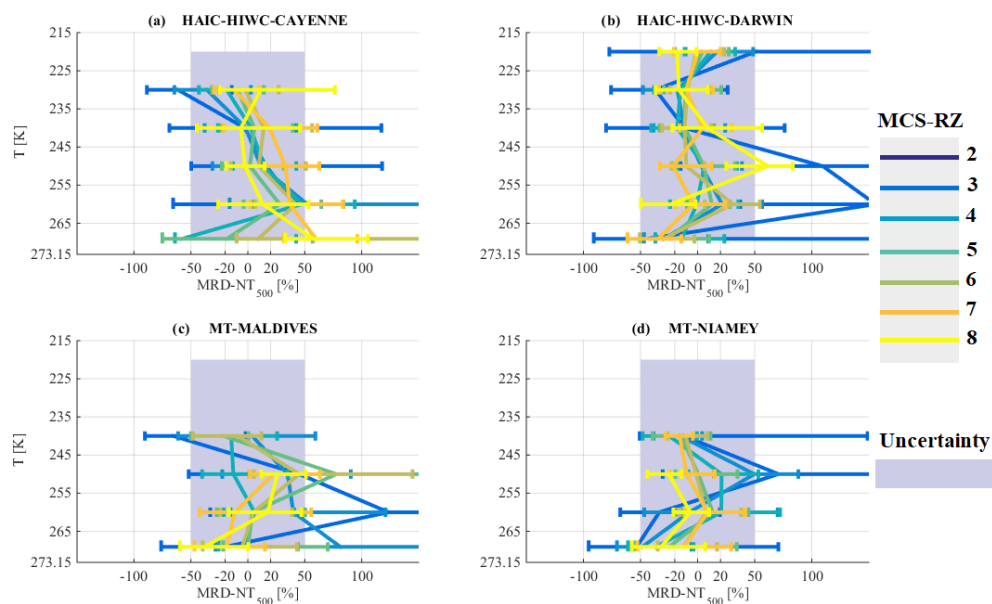 (a) HAIC-HIWC-CAYENNE
215
225
235
245
255
265
273.15
T [K]
-100 -50 -20 0 20 50 100
MRD-NT500 [%]
(b) HAIC-HIWC-DARWIN
215
225
235
245
255
265
273.15
-100 -50 -20 0 20 50 100
MRD-NT500 [%]
(c) MT-MALDIVES
215
225
235
245
255
265
273.15
T [K]
-100 -50 -20 0 20 50 100
MRD-NT500 [%]
(d) MT-NIAMEY
215
225
235
245
255
265
273.15
-100 -50 -20 0 20 50 100
MRD-NT500 [%]
MCS-RZ
2
3
4
5
6
7
8
Uncertainty